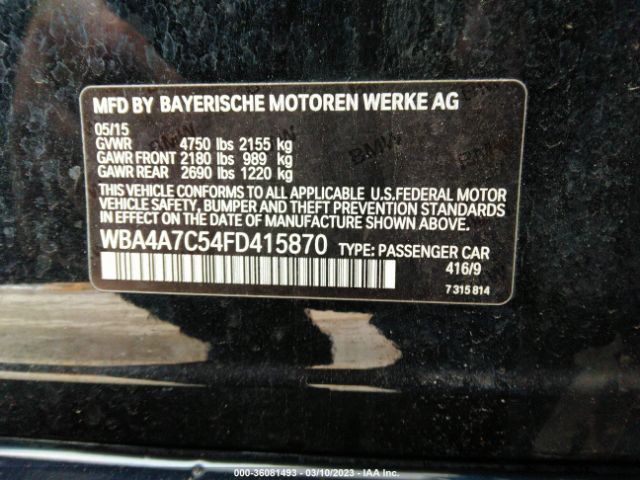 MFD BY BAYERISCHE MOTOREN WERKE AG
05/15
GVWR 4750 lbs 2155 kg
GAWR FRONT 2180 lbs 989 kg
GAWR REAR 2690 lbs 1220 kg
THIS VEHICLE CONFORMS TO ALL APPLICABLE U.S.FEDERAL MOTOR
VEHICLE SAFETY, BUMPER AND THEFT PREVENTION STANDARDS
IN EFFECT ON THE DATE OF MANUFACTURE SHOWN ABOVE.
WBA4A7C54FD415870 TYPE: PASSENGER CAR
416/9
7 315 814
000-36081493 - 03/10/2023 - IAA Inc.